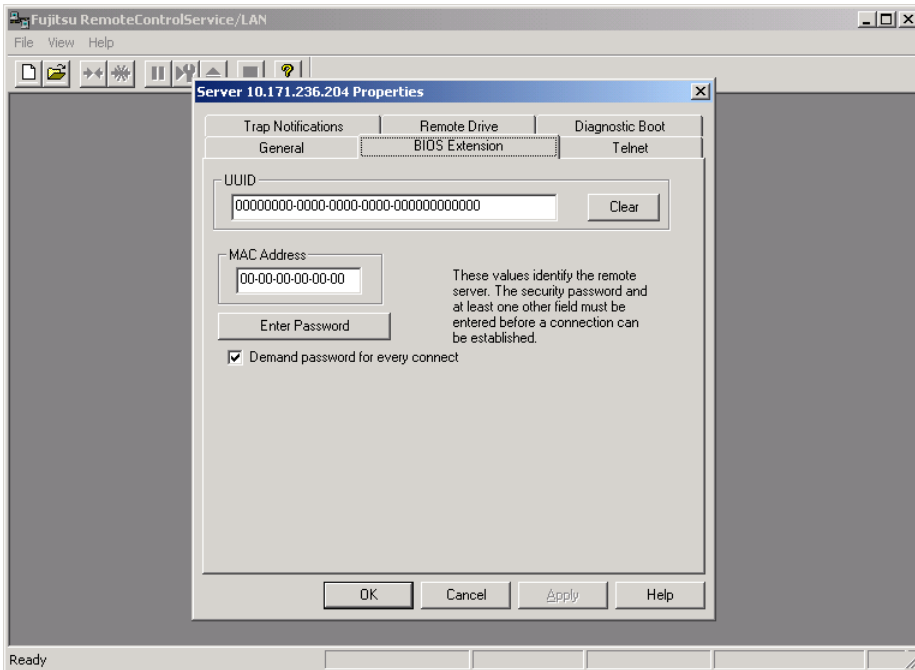 Fujitsu RemoteControlService/LAN
File View Help
Server 10.171.236.204 Properties
Trap Notifications Remote Drive Diagnostic Boot
General BIOS Extension Telnet
UUID
00000000-0000-0000-0000-000000000000
Clear
MAC Address
00-00-00-00-00-00
These values identify the remote
server. The security password and
at least one other field must be
entered before a connection can
be established.
Enter Password
Demand password for every connect
OK Cancel Apply Help
Ready